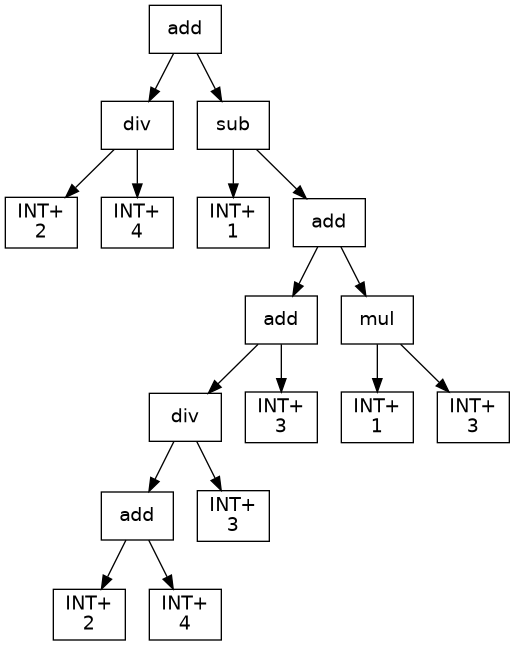 add
div
sub
INT+
2
INT+
4
INT+
1
add
add
mul
div
INT+
3
INT+
1
INT+
3
add
INT+
3
INT+
2
INT+
4